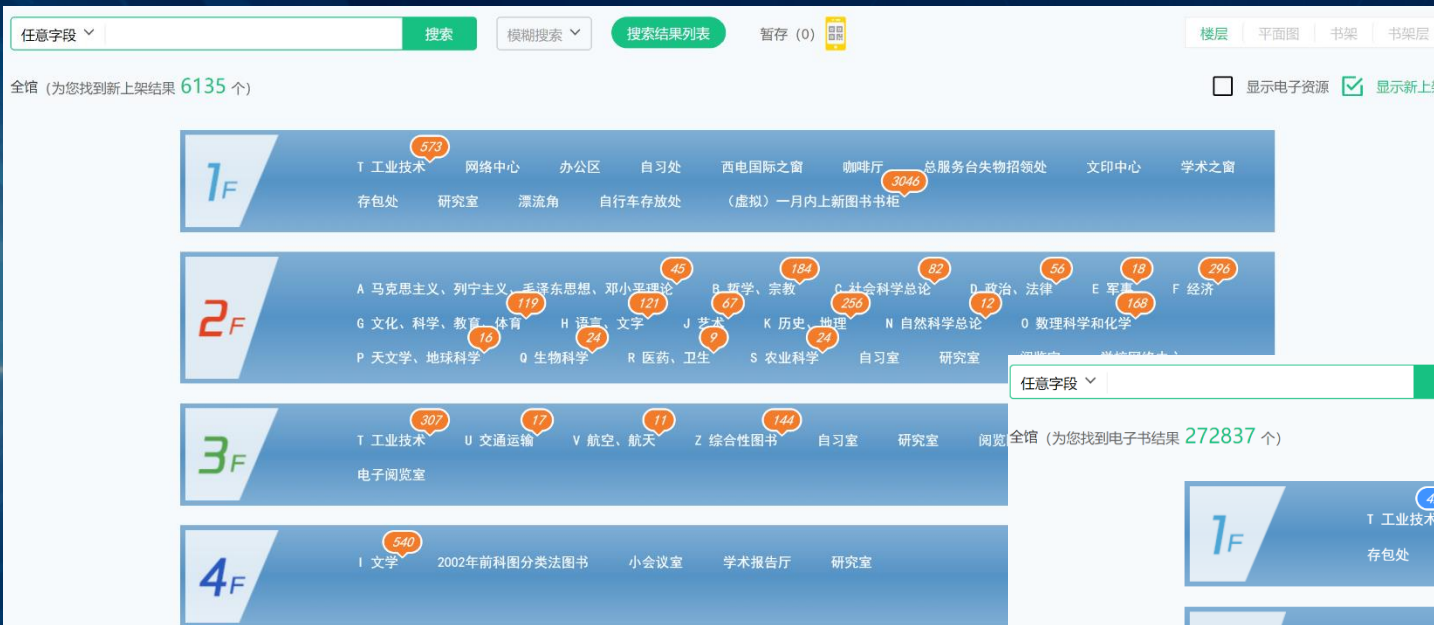 任意字段 搜索 模糊搜索 搜索结果列表 暂存 (0) 楼层 平面图 书架 书架层
全馆 (为您找到新上架结果 6135 个) 显示电子资源 显示新上
573
1F T 工业技术 网络中心 办公区 自习处 西电国际之窗 咖啡厅 总服务台失物招领处 文印中心 学术之窗
3046
存包处 研究室 漂流角 自行车存放处 （虚拟）一月内上新图书书柜
45 184 82 56 18 296
A 马克思主义、列宁主义、毛泽东思想、邓小平理论 B 哲学、宗教 C 社会科学总论 D 政治、法律 E 军事 F 经济
119 121 67 256 12 168
2F G 文化、科学、教育、体育 H 语言、文字 J 艺术 K 历史、地理 N 自然科学总论 O 数理科学和化学
16 24 9 24
P 天文学、地球科学 Q 生物科学 R 医药、卫生 S 农业科学 自习室 研究室
307 17 11 144
3F T 工业技术 U 交通运输 V 航空、航天 Z 综合性图书 自习室 研究室 阅览
电子阅览室
540
4F I 文学 2002年前科图分类法图书 小会议室 学术报告厅 研究室
任意字段
全馆 (为您找到电子书结果 272837 个)
1F T 工业技术
存包处